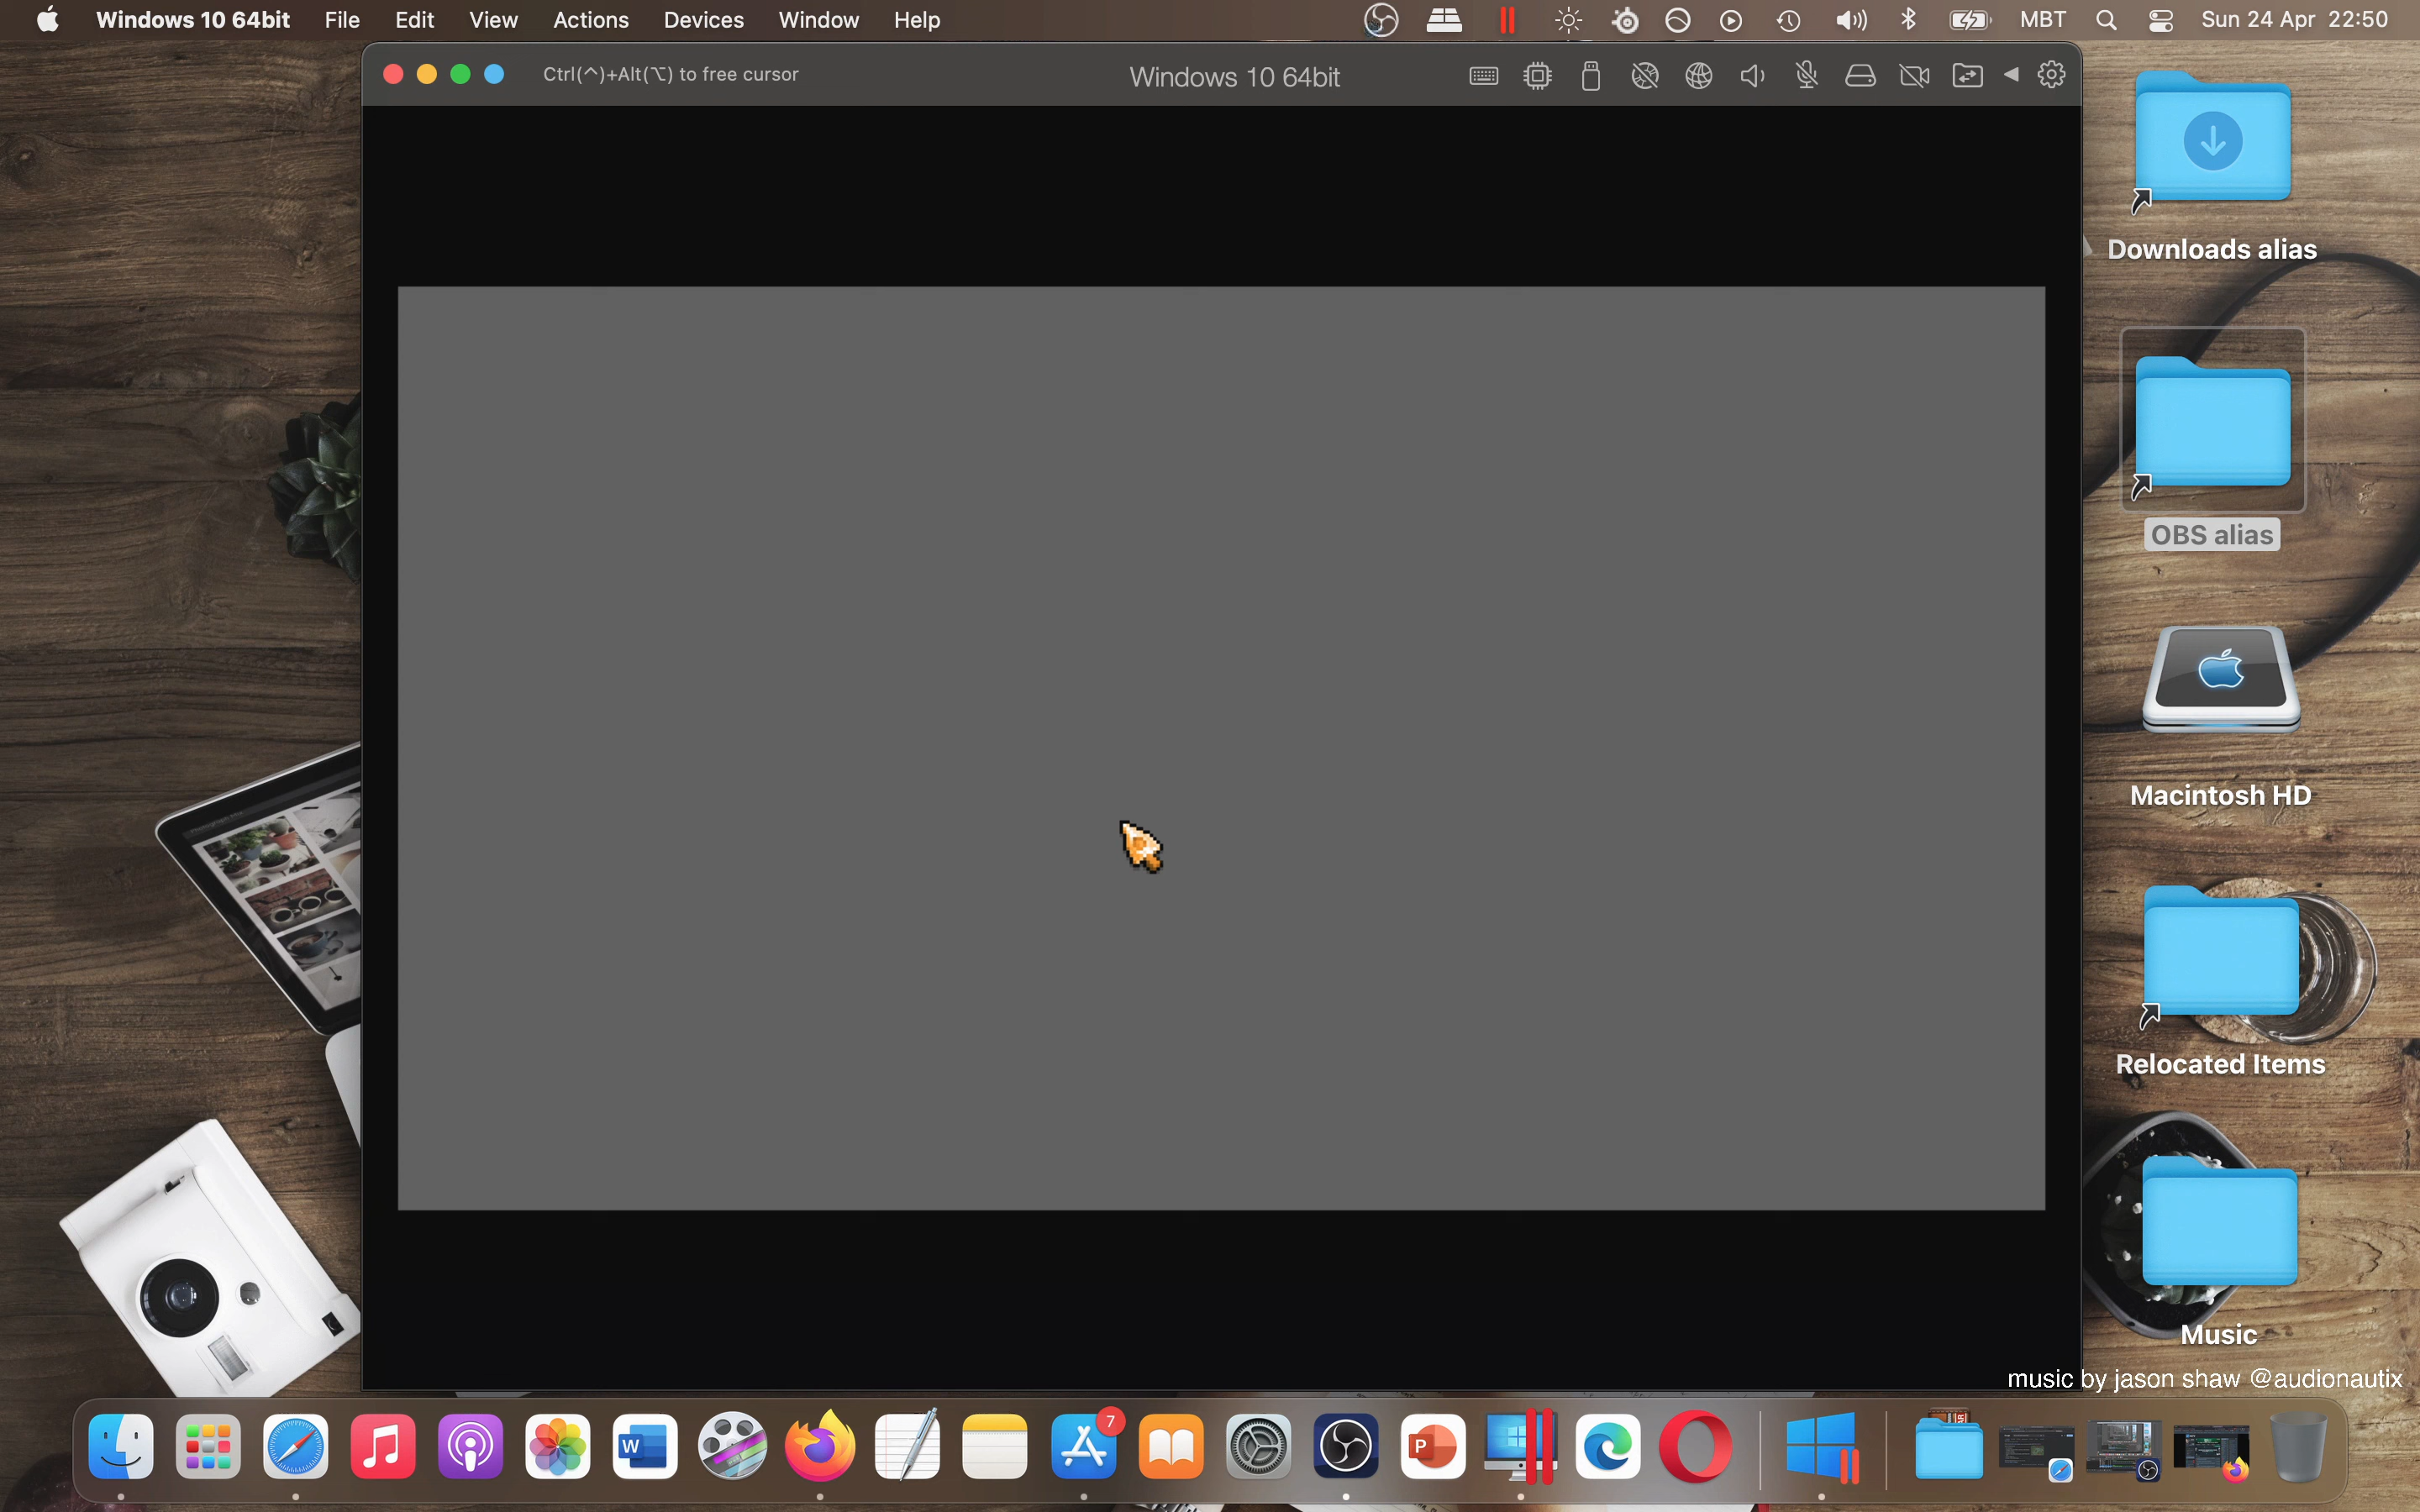 Windows 10 64bit File Edit View Actions Devices Window Help MBT Sun 24 Apr 22:50
Ctrl(^)+Alt(⌥) to free cursor Windows 10 64bit
Downloads alias
OBS alias
Macintosh HD
Relocated Items
Music
music by jason shaw @audionautix
W 7 P